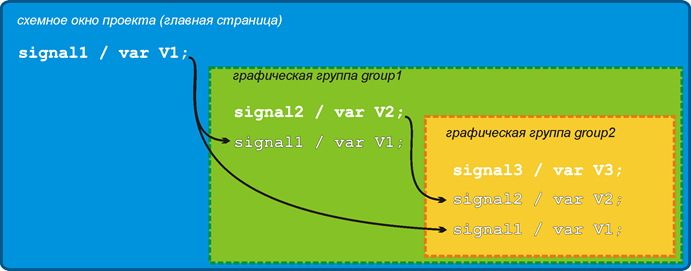 схемное окно проекта (главная страница)
signal1 / var V1;
графическая группа group1
signal2 / var V2;
signal1 / var V1;
графическая группа group2
signal3 / var V3;
signal2 / var V2;
signal1 / var V1;